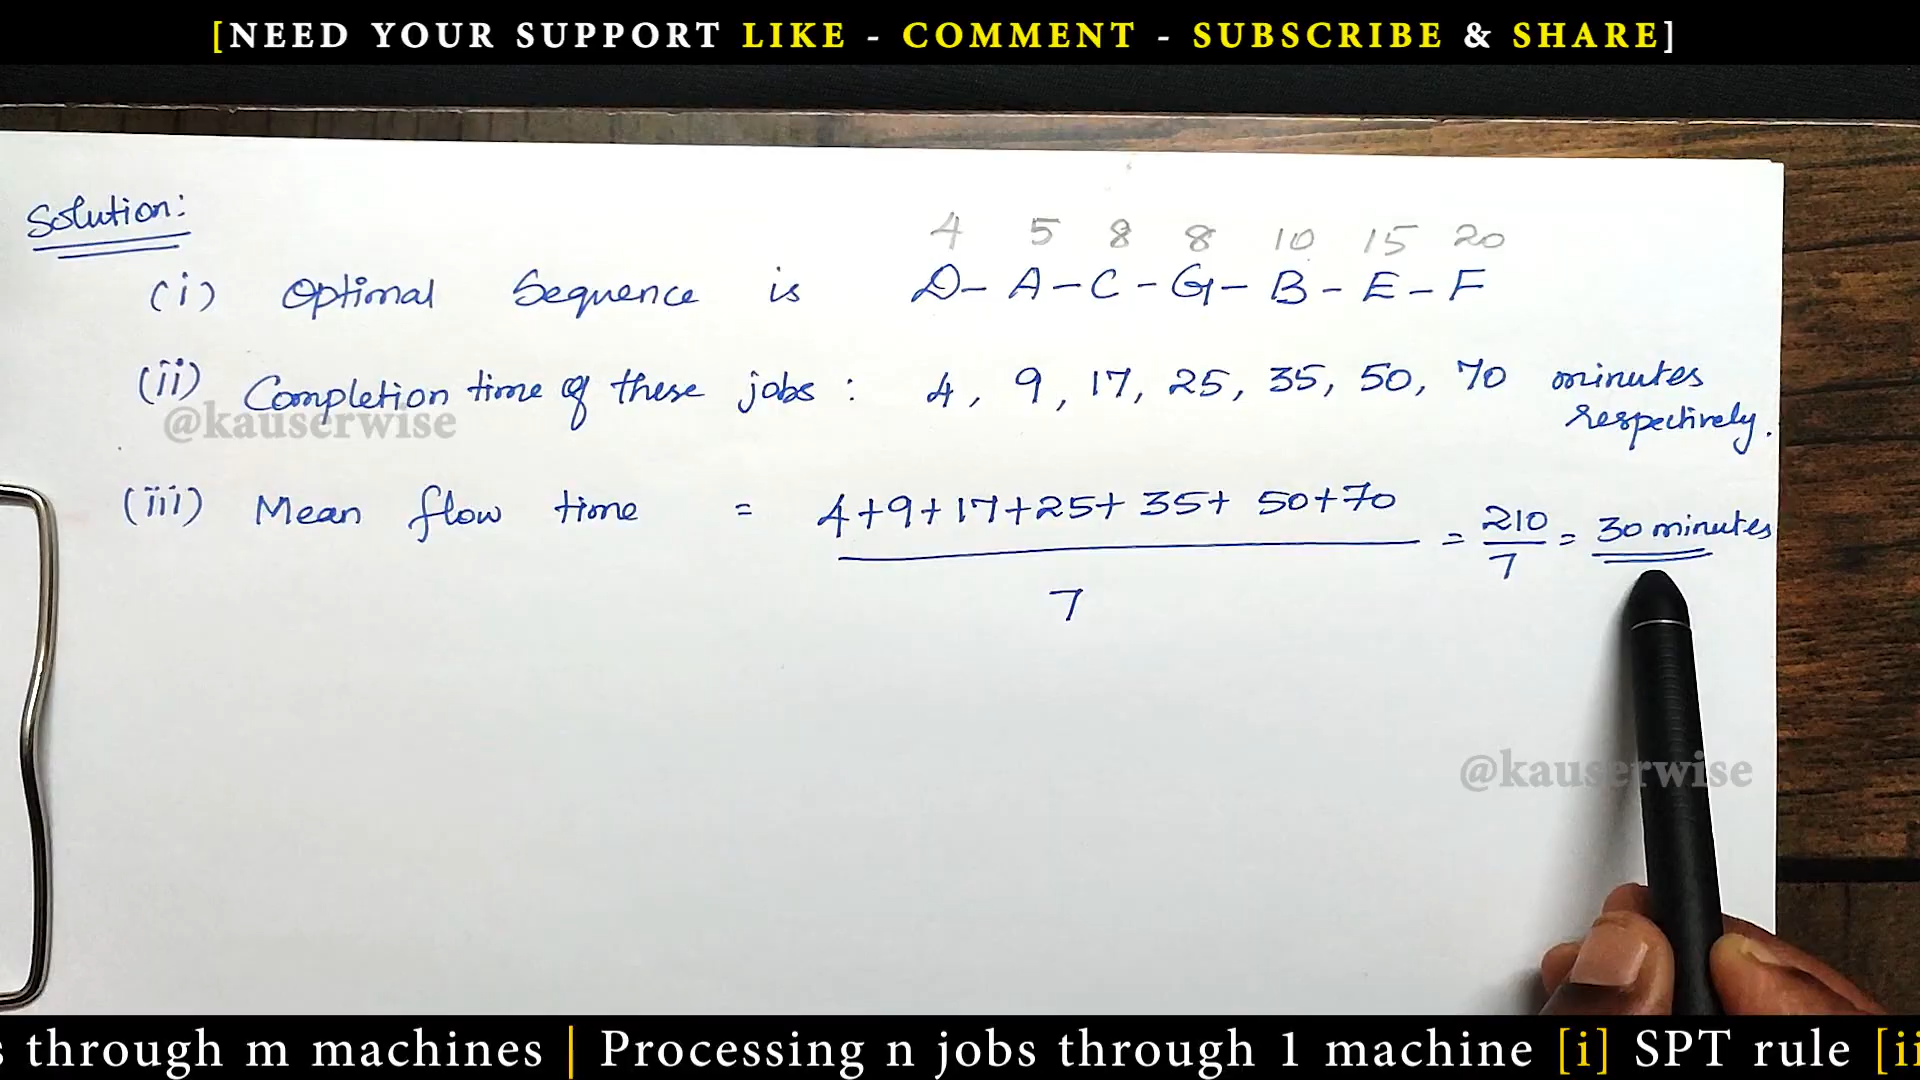 [NEED YOUR SUPPORT LIKE - COMMENT - SUBSCRIBE & SHARE]
Solution:
4 5 8 8 10 15 20
(i) Optimal Sequence is D - A - C - G - B - E - F
(ii) Completion time of these jobs : 4, 9, 17, 25, 35, 50, 70 minutes
respectively.
@kauserwise
(iii) Mean flow time = 4+9+17+25+35+50+70 = 210 = 30 minutes
7 7
@kauserwise
s through m machines | Processing n jobs through 1 machine [i] SPT rule [ii